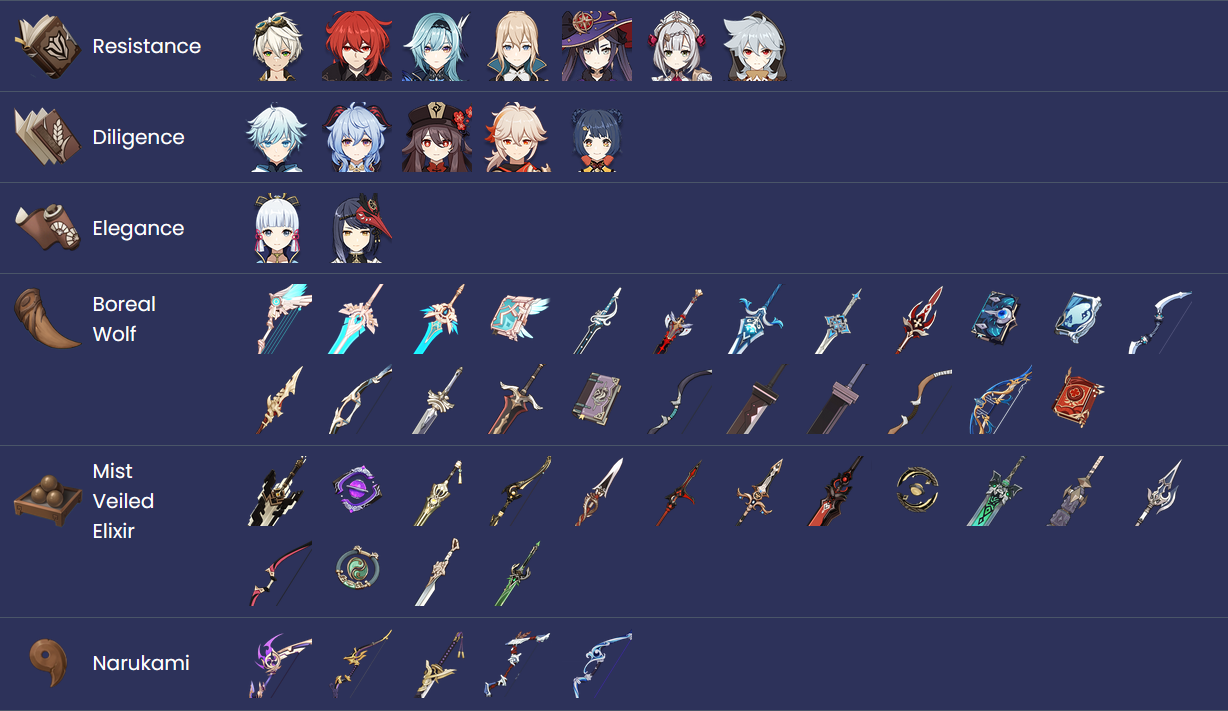 Resistance
Diligence
Elegance
Boreal
Wolf
Mist
Veiled
Elixir
Narukami